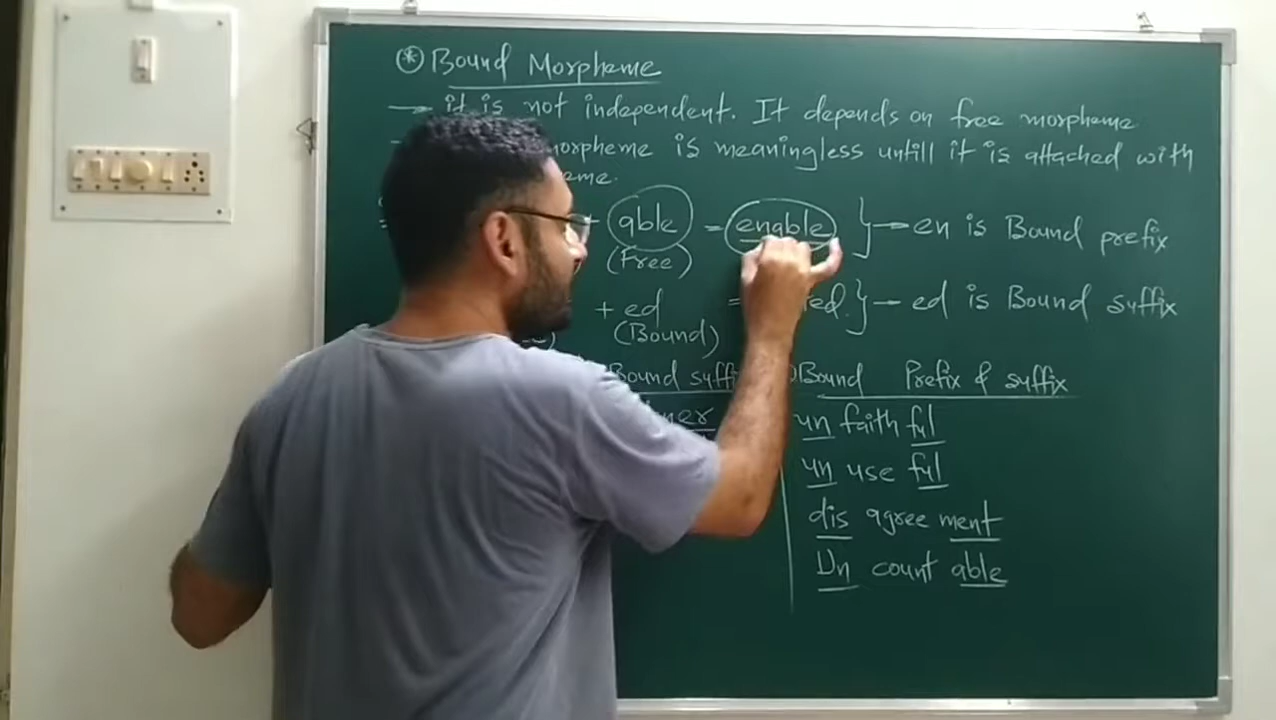 Bound Morpheme
→ it is not independent. It depends on free morpheme
morpheme is meaningless untill it is attached with
+ able = enable } → en is Bound prefix
(Free)
+ ed = } — ed is Bound suffix
(Bound)
Bound Prefix & suffix
Bound
un faith ful
un use ful
dis agree ment
Un count able